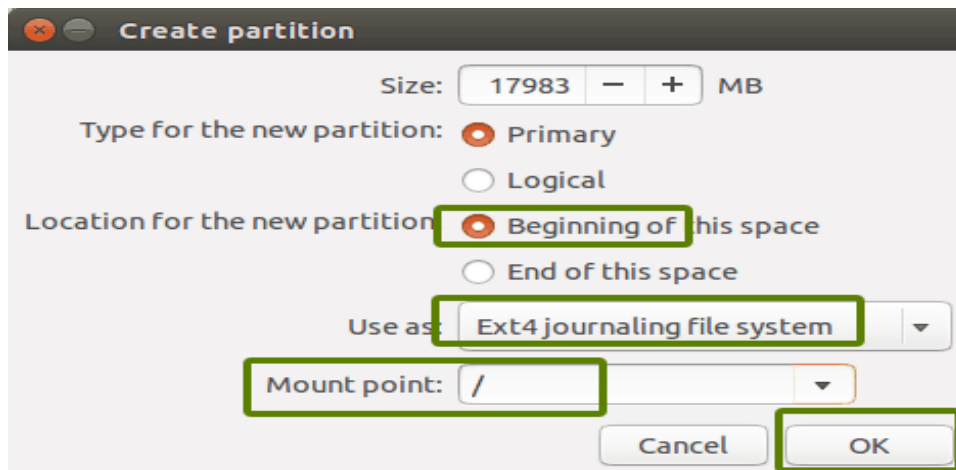 Create partition
Size: 17983 − + MB
Type for the new partition: Primary
Logical
Location for the new partition Beginning of this space
End of this space
Use as: Ext4 journaling file system
Mount point: /
Cancel OK